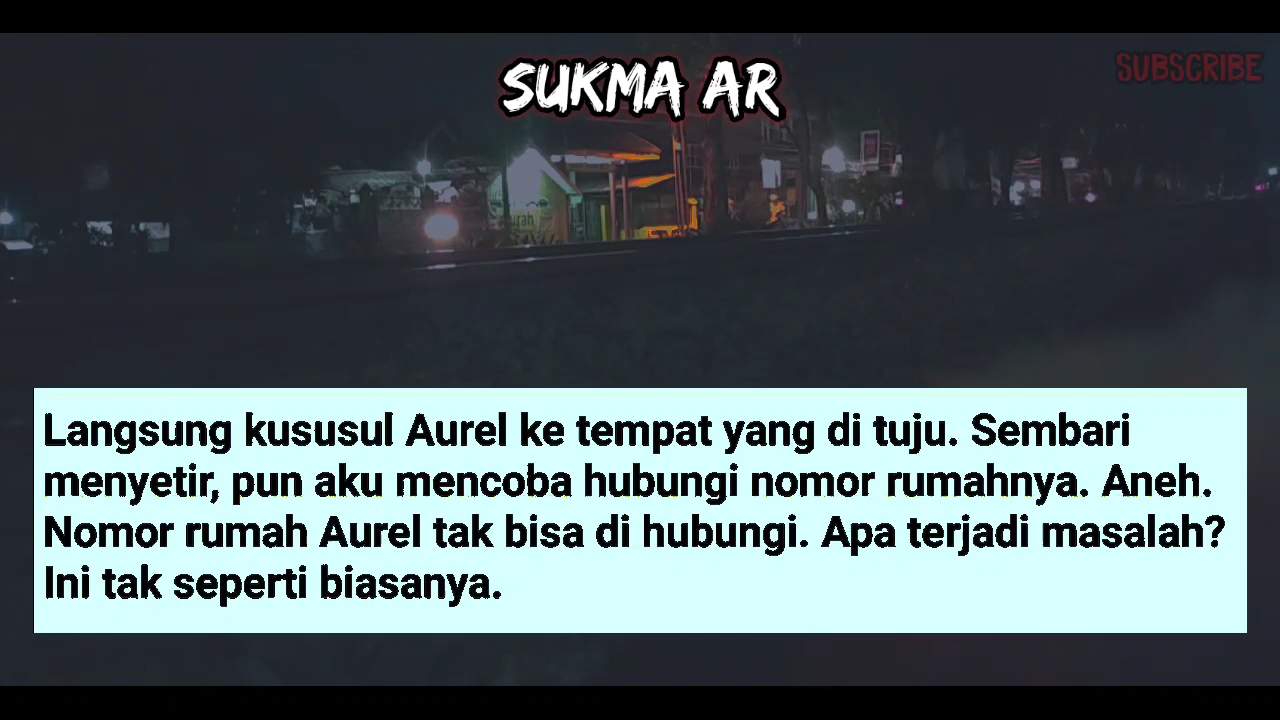 SUKMA AR
SUBSCRIBE
Langsung kususul Aurel ke tempat yang di tuju. Sembari
menyetir, pun aku mencoba hubungi nomor rumahnya. Aneh.
Nomor rumah Aurel tak bisa di hubungi. Apa terjadi masalah?
Ini tak seperti biasanya.